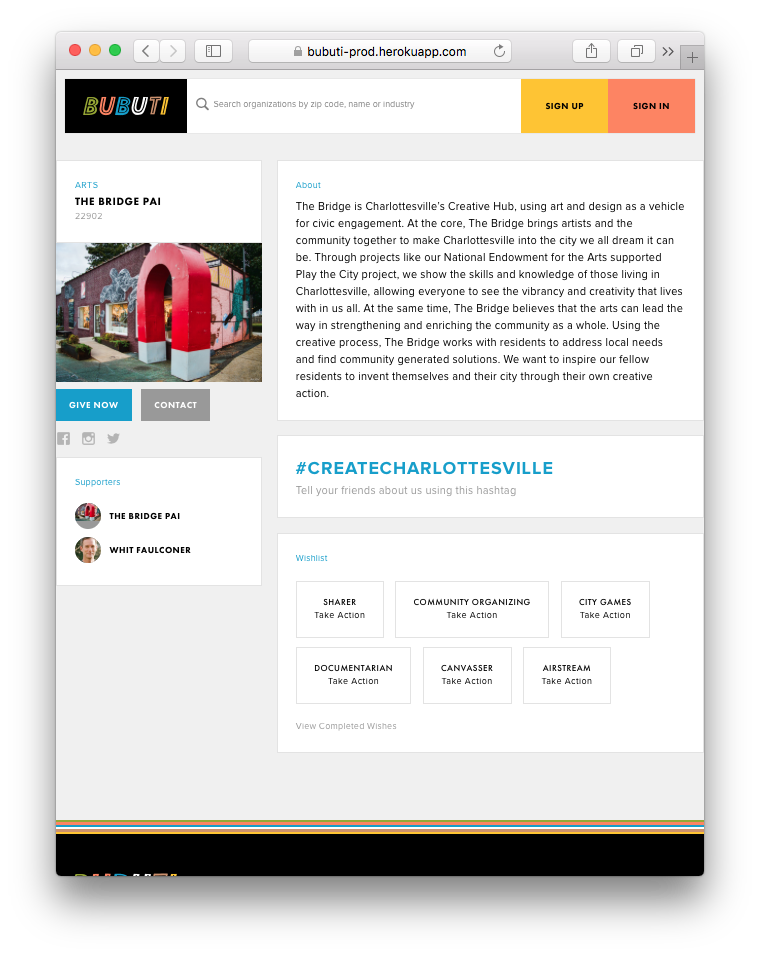 bubuti-prod.herokuapp.com
BUBUTI
Search organizations by zip code, name or industry
SIGN UP
SIGN IN
ARTS
THE BRIDGE PAI
22902
GIVE NOW
CONTACT
Supporters
THE BRIDGE PAI
WHIT FAULCONER
About
The Bridge is Charlottesville’s Creative Hub, using art and design as a vehicle
for civic engagement. At the core, The Bridge brings artists and the
community together to make Charlottesville into the city we all dream it can
be. Through projects like our National Endowment for the Arts supported
Play the City project, we show the skills and knowledge of those living in
Charlottesville, allowing everyone to see the vibrancy and creativity that lives
with in us all. At the same time, The Bridge believes that the arts can lead the
way in strengthening and enriching the community as a whole. Using the
creative process, The Bridge works with residents to address local needs
and find community generated solutions. We want to inspire our fellow
residents to invent themselves and their city through their own creative
action.
#CREATECHARLOTTESVILLE
Tell your friends about us using this hashtag
Wishlist
SHARER
Take Action
COMMUNITY ORGANIZING
Take Action
CITY GAMES
Take Action
DOCUMENTARIAN
Take Action
CANVASSER
Take Action
AIRSTREAM
Take Action
View Completed Wishes